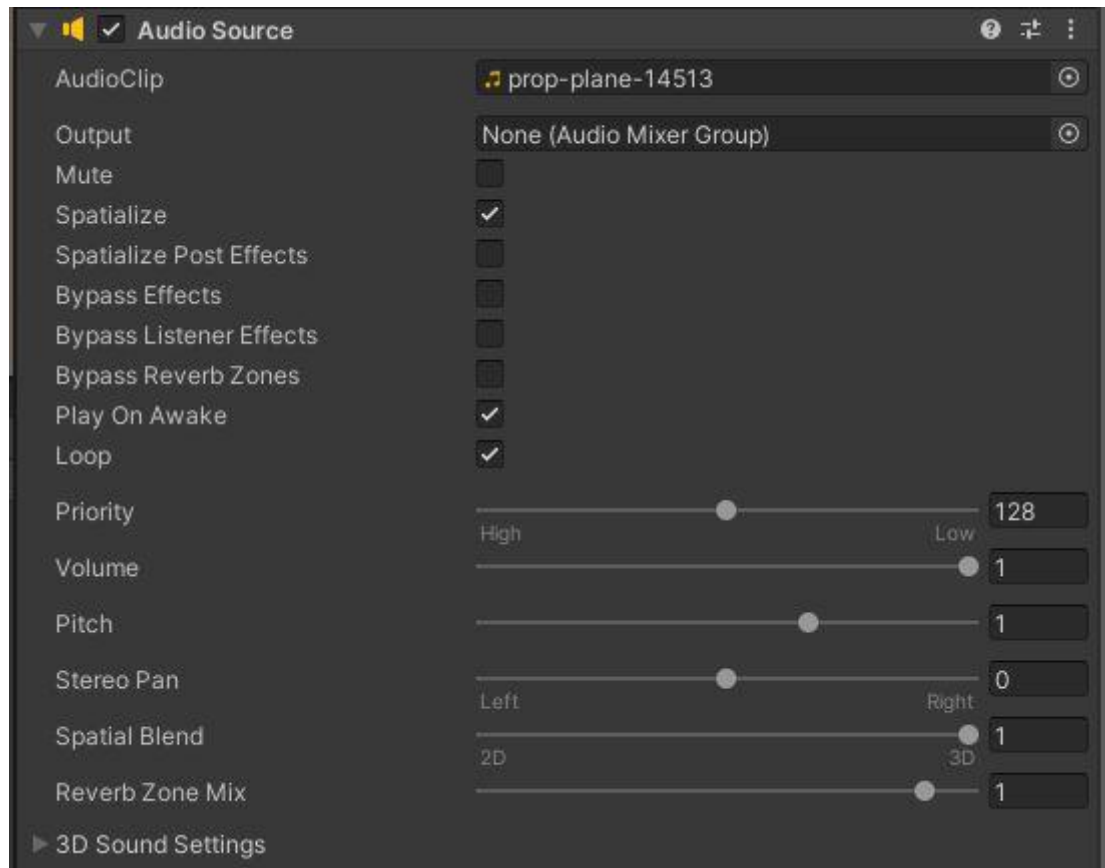 Audio Source
AudioClip prop-plane-14513
Output None (Audio Mixer Group)
Mute
Spatialize
Spatialize Post Effects
Bypass Effects
Bypass Listener Effects
Bypass Reverb Zones
Play On Awake
Loop
Priority 128
High Low
Volume 1
Pitch 1
Stereo Pan 0
Left Right
Spatial Blend 1
2D 3D
Reverb Zone Mix 1
3D Sound Settings